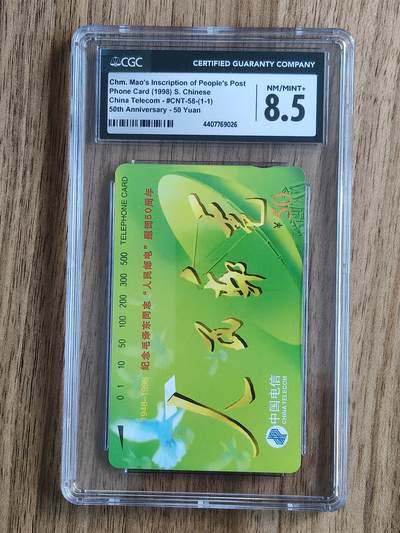 CGC
CERTIFIED GUARANTY COMPANY
Chm. Mao's Inscription of People's Post
Phone Card (1998) S. Chinese
China Telecom - #CNT-58-(1-1)
50th Anniversary - 50 Yuan
4407769026
NM/MINT+
8.5
人民邮电
¥50
1948-1998 纪念毛泽东同志“人民邮电”题词50周年
0 1 10 50 100 200 300 500 TELEPHONE CARD
中国电信
CHINA TELECOM